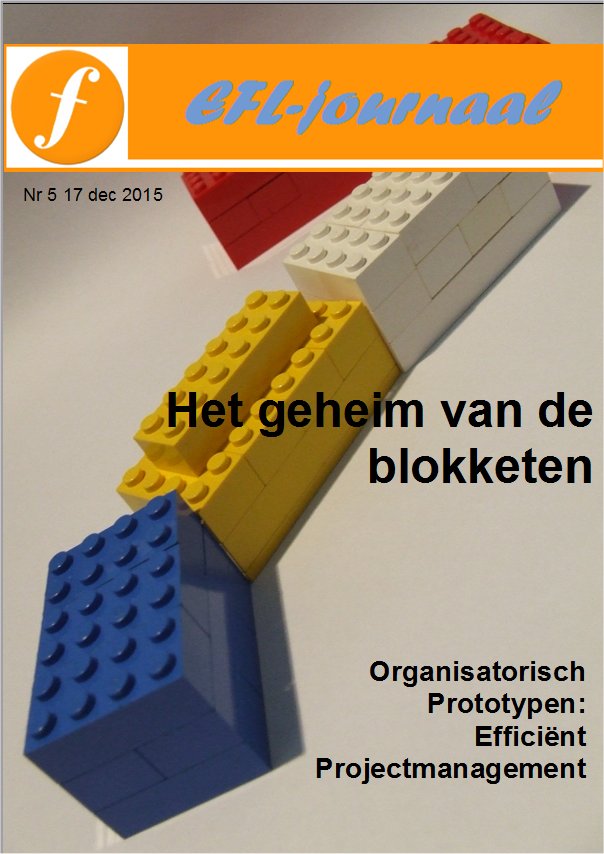 f
EFL-journaal
Nr 5 17 dec 2015
Het geheim van de
blokketen
Organisatorisch
Prototypen:
Efficiënt
Projectmanagement